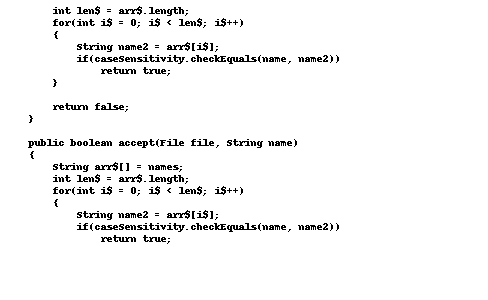 int len$ = arr$.length;
for(int i$ = 0; i$ < len$; i$++)
{
String name2 = arr$[i$];
if(caseSensitivity.checkEquals(name, name2))
return true;
}
return false;
}
public boolean accept(File file, String name)
{
String arr$[] = names;
int len$ = arr$.length;
for(int i$ = 0; i$ < len$; i$++)
{
String name2 = arr$[i$];
if(caseSensitivity.checkEquals(name, name2))
return true;